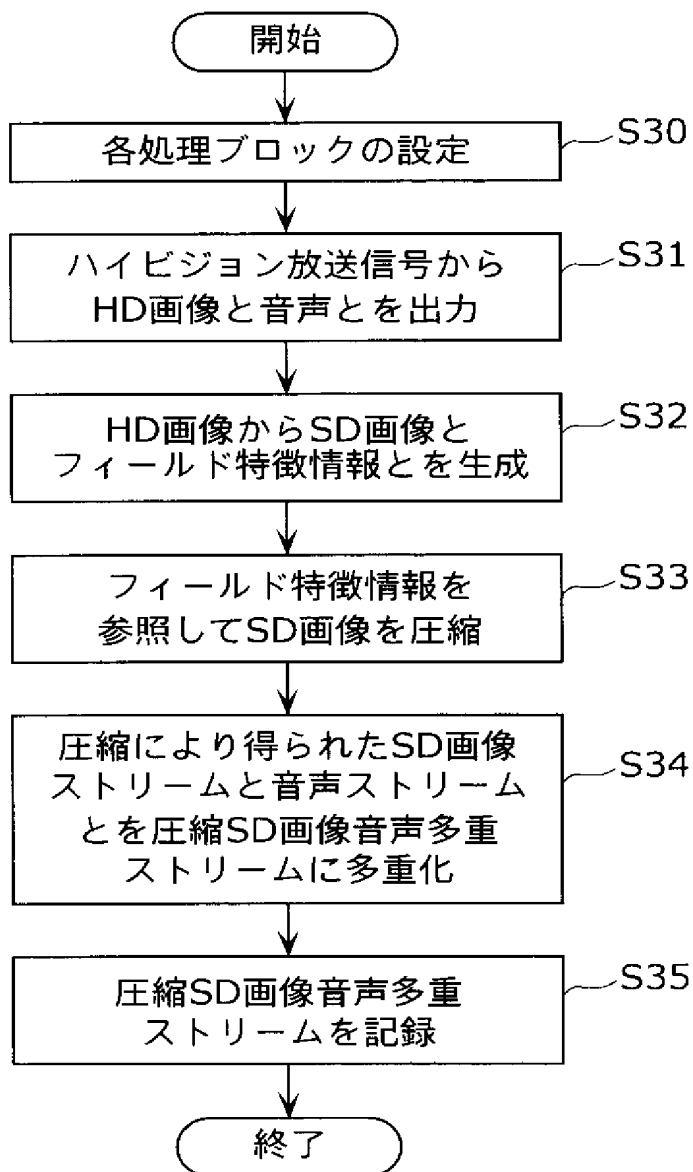 開始
各処理ブロックの設定
S30
ハイビジョン放送信号から
HD画像と音声とを出力
S31
HD画像からSD画像と
フィールド特徴情報とを生成
S32
フィールド特徴情報を
参照してSD画像を圧縮
S33
圧縮により得られたSD画像
ストリームと音声ストリーム
とを圧縮SD画像音声多重
ストリームに多重化
S34
圧縮SD画像音声多重
ストリームを記録
S35
終了